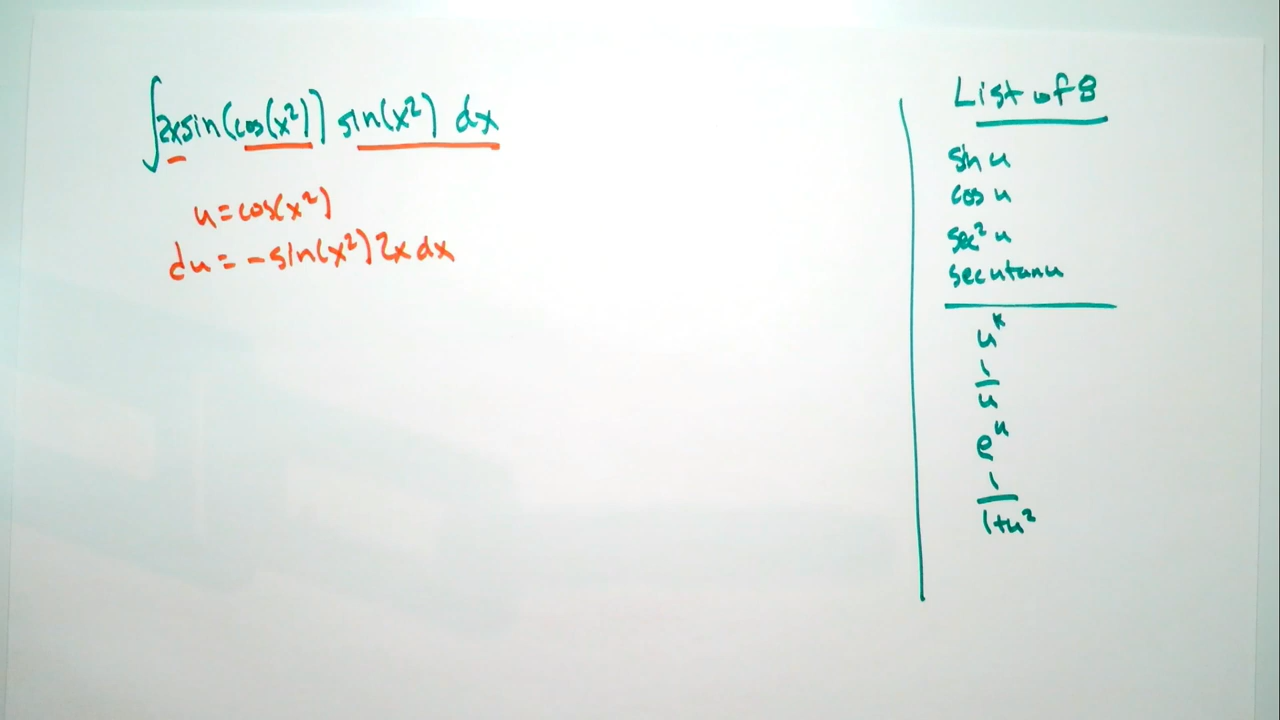 ∫2x sin(cos(x²)) sin(x²) dx
u = cos(x²)
du = -sin(x²) 2x dx
List of 8
sin u
cos u
sec² u
sec u tan u
uᵏ
1/u
eᵘ
1/1+u²